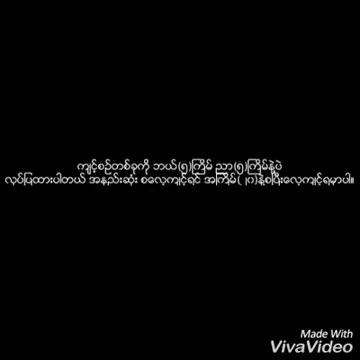 ကျင့်စဉ်တစ်ခုကို ဘယ်(၅)ကြိမ် ညာ(၅)ကြိမ်နဲ့ပဲ
လုပ်ပြထားပါတယ် အနည်းဆုံး စလေ့ကျင့်ရင် အကြိမ်(၂၀)နဲ့စပြီးလေ့ကျင့်ရမှာပါ။
Made With
VivaVideo